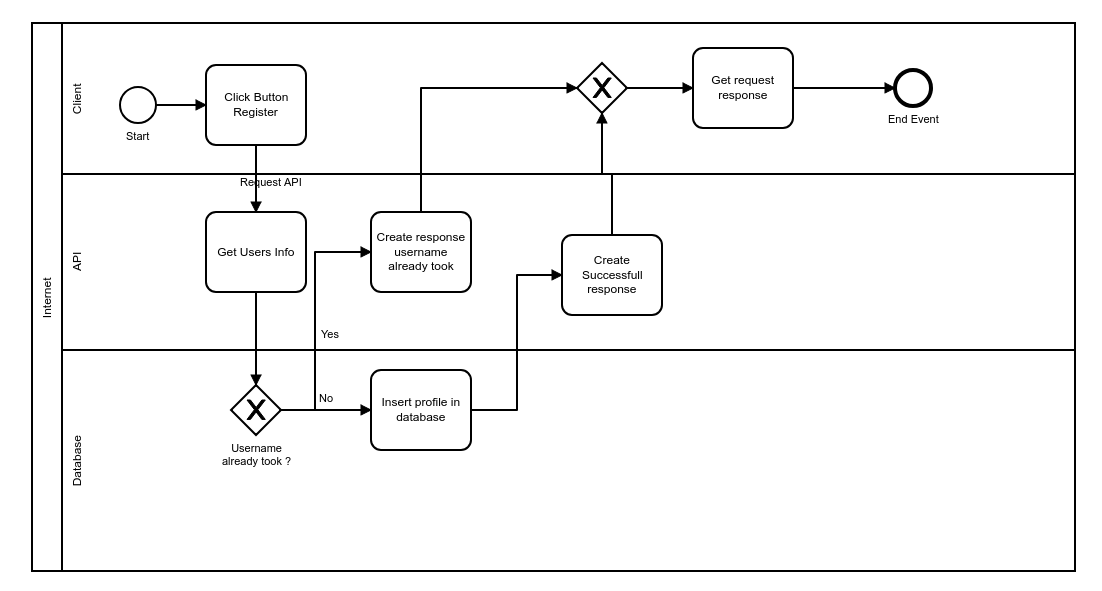 Internet
Client
Start
Click Button
Register
Get request
response
End Event
Request API
API
Get Users Info
Create response
username
already took
Create
Successfull
response
Yes
Database
No
Insert profile in
database
Username
already took ?